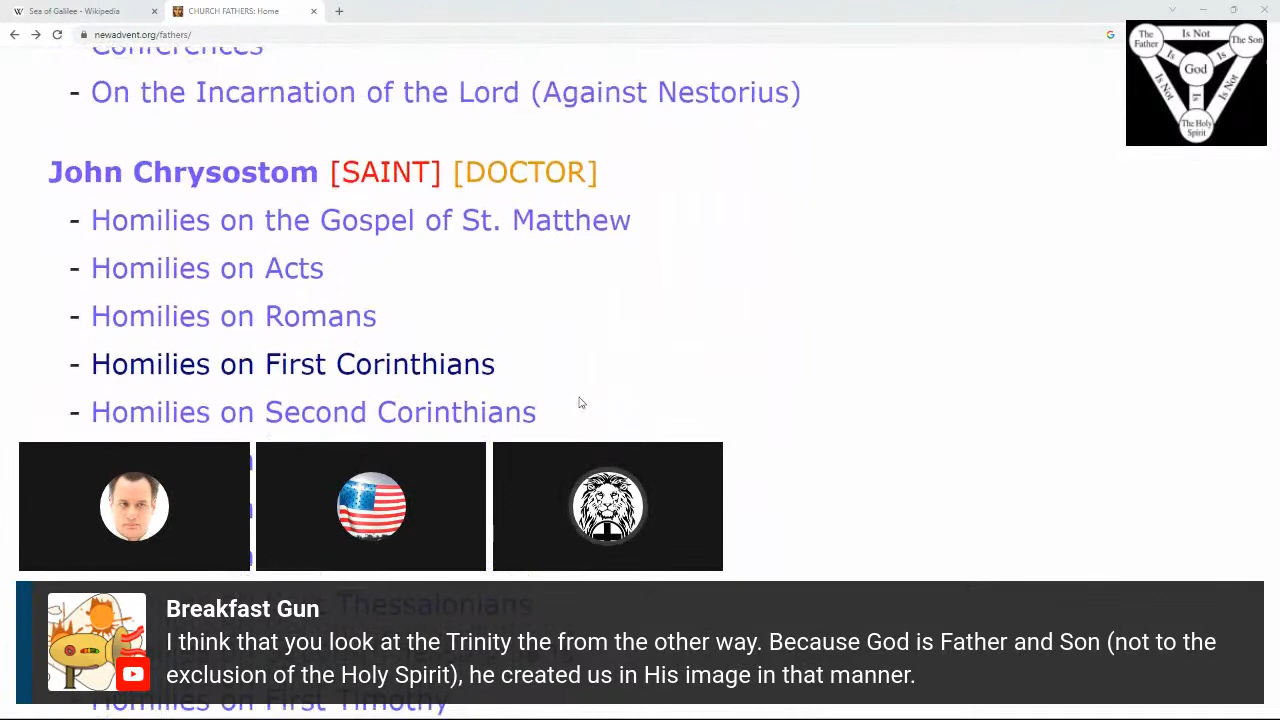 Sea of Galilee - Wikipedia
CHURCH FATHERS: Home
newadvent.org/fathers/
Conferences
- On the Incarnation of the Lord (Against Nestorius)
John Chrysostom [SAINT] [DOCTOR]
- Homilies on the Gospel of St. Matthew
- Homilies on Acts
- Homilies on Romans
- Homilies on First Corinthians
- Homilies on Second Corinthians
Thessalonians
Homilies on First Timothy
The Father
Is Not
The Son
Is
God
Is
Is Not
Is
Is Not
The Holy Spirit
Breakfast Gun
I think that you look at the Trinity the from the other way. Because God is Father and Son (not to the
exclusion of the Holy Spirit), he created us in His image in that manner.